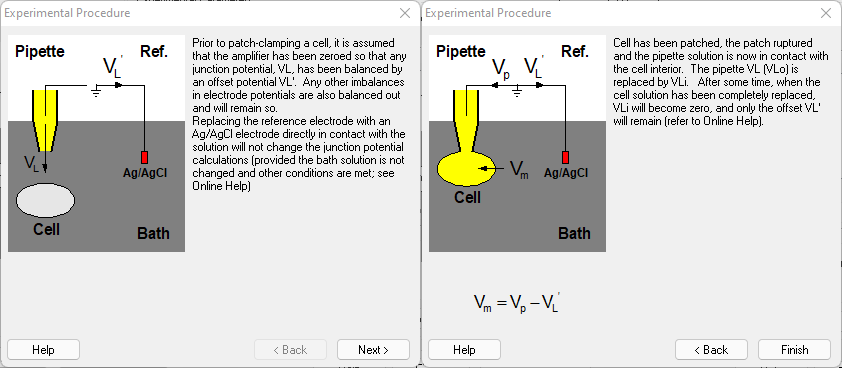 Experimental Procedure
Pipette
Ref.
VL'
VL
Ag/AgCl
Cell
Bath
Prior to patch-clamping a cell, it is assumed
that the amplifier has been zeroed so that any
junction potential, VL, has been balanced by
an offset potential VL'. Any other imbalances
in electrode potentials are also balanced out
and will remain so.
Replacing the reference electrode with an
Ag/AgCl electrode directly in contact with the
solution will not change the junction potential
calculations (provided the bath solution is not
changed and other conditions are met; see
Online Help)
Help
< Back
Next >
Experimental Procedure
Pipette
Ref.
Vp
VL'
Vm
Ag/AgCl
Cell
Bath
Cell has been patched, the patch ruptured
and the pipette solution is now in contact with
the cell interior. The pipette VL (VLo) is
replaced by VLi. After some time, when the
cell solution has been completely replaced,
VLi will become zero, and only the offset VL'
will remain (refer to Online Help).
Vm = Vp – VL'
Help
< Back
Finish